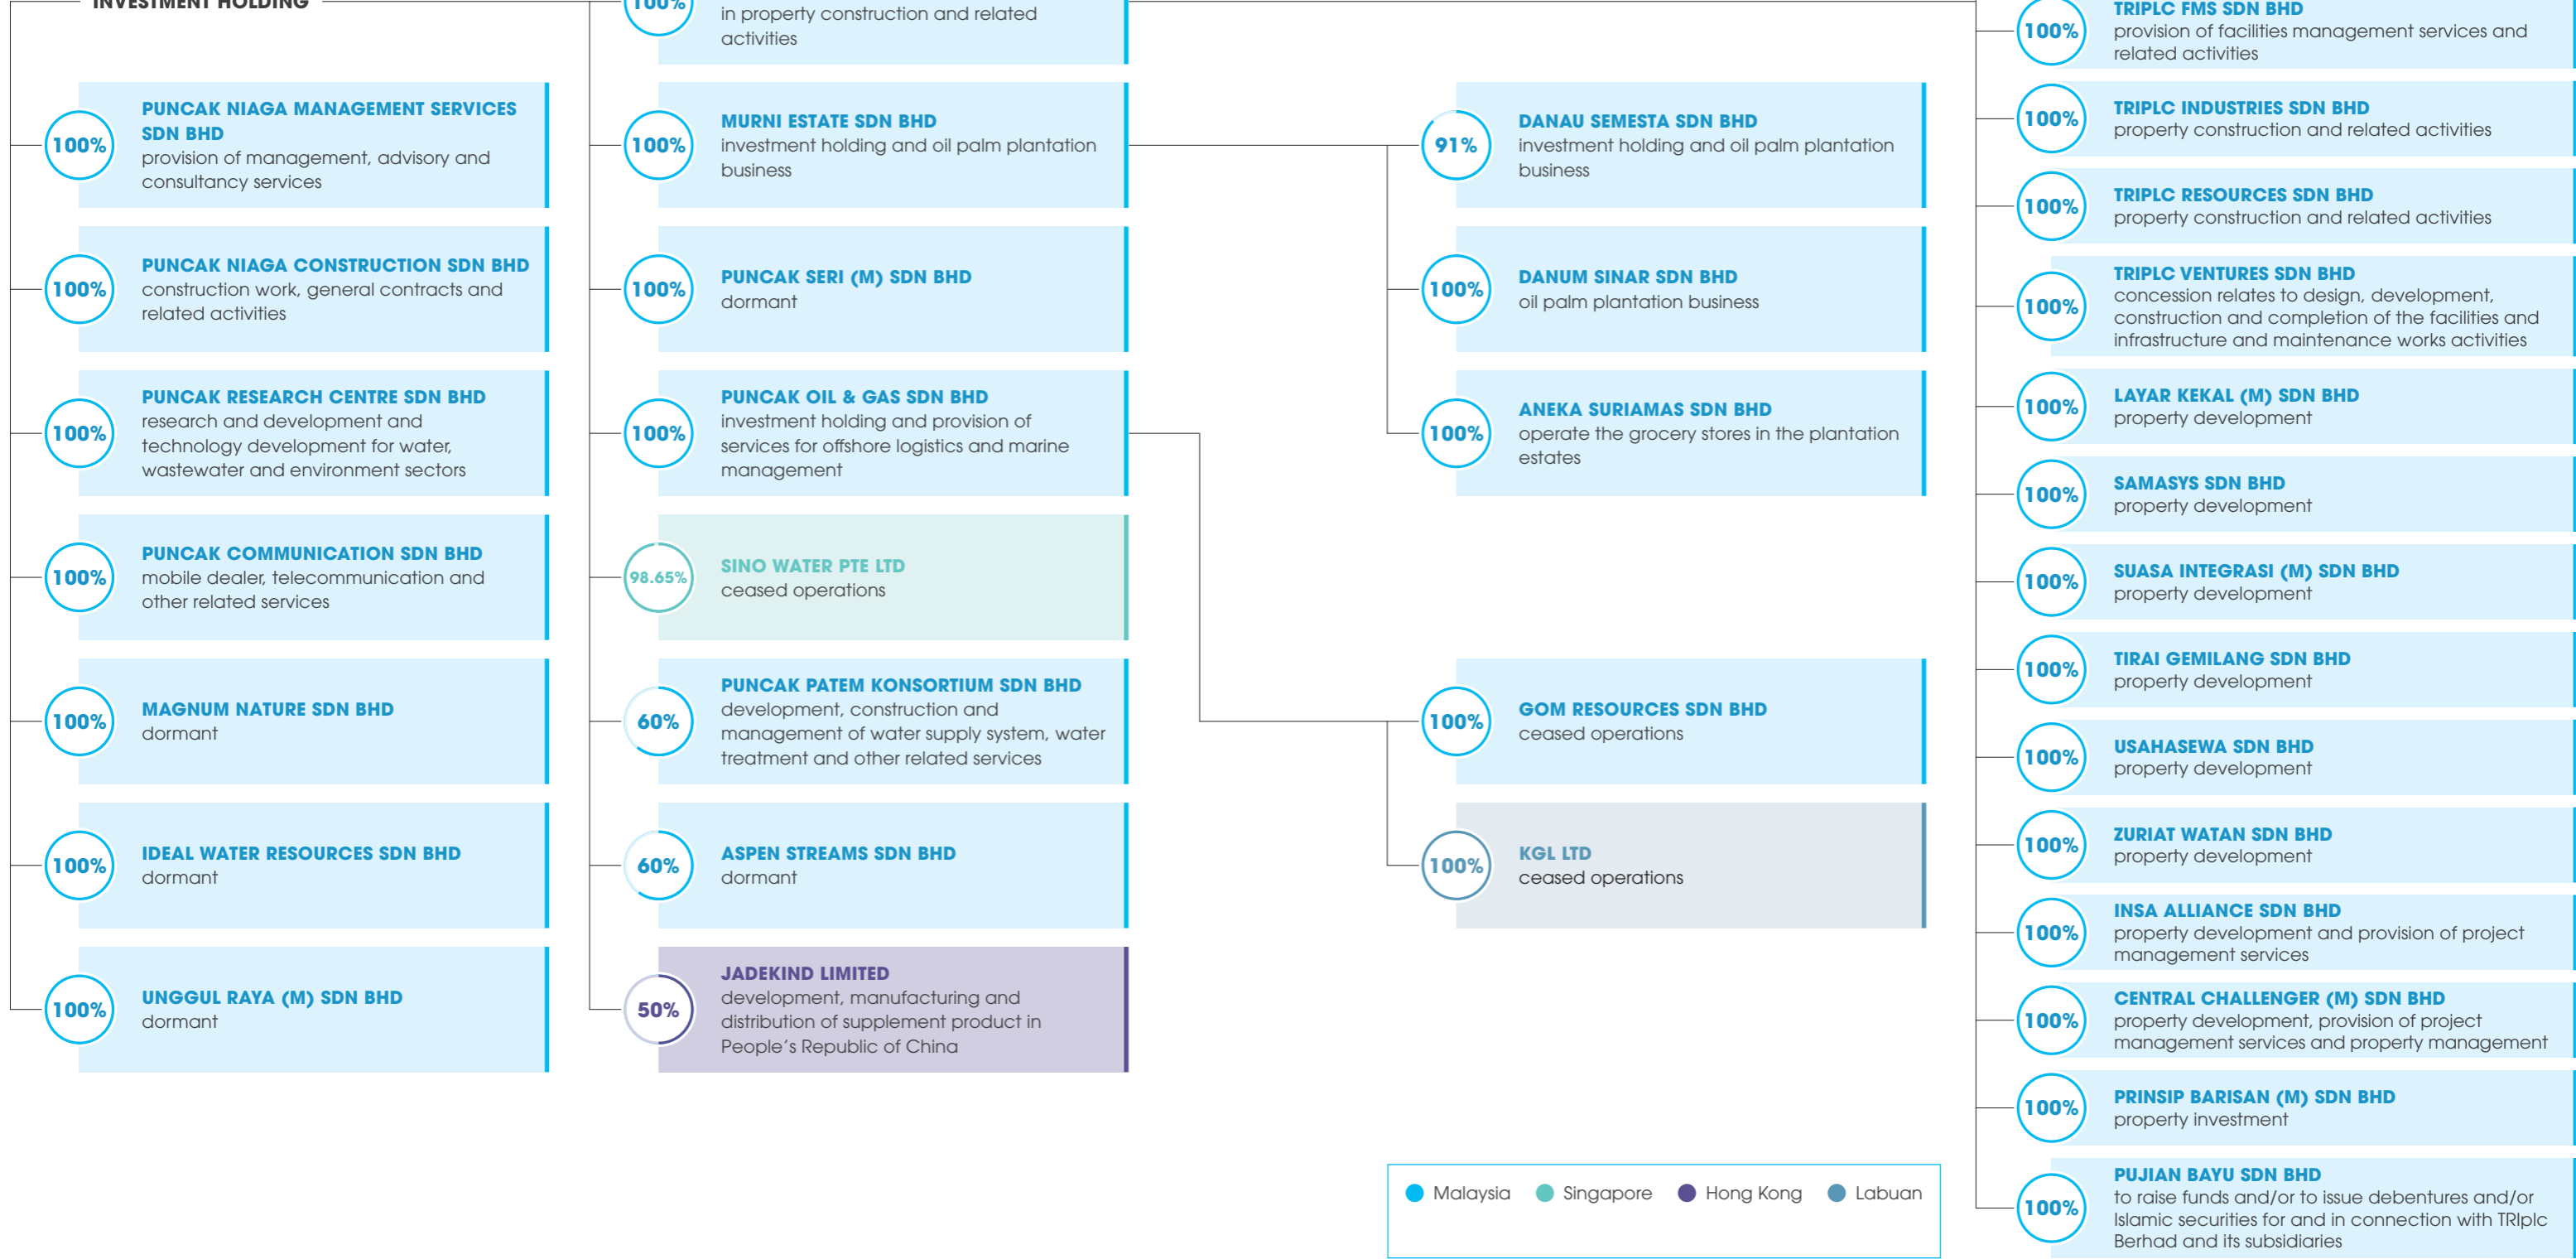 INVESTMENT HOLDING
100%
PUNCAK NIAGA MANAGEMENT SERVICES
SDN BHD
provision of management, advisory and
consultancy services
100%
PUNCAK NIAGA CONSTRUCTION SDN BHD
construction work, general contracts and
related activities
100%
PUNCAK RESEARCH CENTRE SDN BHD
research and development and
technology development for water,
wastewater and environment sectors
100%
PUNCAK COMMUNICATION SDN BHD
mobile dealer, telecommunication and
other related services
100%
MAGNUM NATURE SDN BHD
dormant
100%
IDEAL WATER RESOURCES SDN BHD
dormant
100%
UNGGUL RAYA (M) SDN BHD
dormant
100%
in property construction and related
activities
100%
MURNI ESTATE SDN BHD
investment holding and oil palm plantation
business
100%
PUNCAK SERI (M) SDN BHD
dormant
100%
PUNCAK OIL & GAS SDN BHD
investment holding and provision of
services for offshore logistics and marine
management
98.65%
SINO WATER PTE LTD
ceased operations
60%
PUNCAK PATEM KONSORTIUM SDN BHD
development, construction and
management of water supply system, water
treatment and other related services
60%
ASPEN STREAMS SDN BHD
dormant
50%
JADEKIND LIMITED
development, manufacturing and
distribution of supplement product in
People's Republic of China
91%
DANAU SEMESTA SDN BHD
investment holding and oil palm plantation
business
100%
DANUM SINAR SDN BHD
oil palm plantation business
100%
ANEKA SURIAMAS SDN BHD
operate the grocery stores in the plantation
estates
100%
GOM RESOURCES SDN BHD
ceased operations
100%
KGL LTD
ceased operations
100%
TRIPLC FMS SDN BHD
provision of facilities management services and
related activities
100%
TRIPLC INDUSTRIES SDN BHD
property construction and related activities
100%
TRIPLC RESOURCES SDN BHD
property construction and related activities
100%
TRIPLC VENTURES SDN BHD
concession relates to design, development,
construction and completion of the facilities and
infrastructure and maintenance works activities
100%
LAYAR KEKAL (M) SDN BHD
property development
100%
SAMASYS SDN BHD
property development
100%
SUASA INTEGRASI (M) SDN BHD
property development
100%
TIRAI GEMILANG SDN BHD
property development
100%
USAHASEWA SDN BHD
property development
100%
ZURIAT WATAN SDN BHD
property development
100%
INSA ALLIANCE SDN BHD
property development and provision of project
management services
100%
CENTRAL CHALLENGER (M) SDN BHD
property development, provision of project
management services and property management
100%
PRINSIP BARISAN (M) SDN BHD
property investment
100%
PUJIAN BAYU SDN BHD
to raise funds and/or to issue debentures and/or
Islamic securities for and in connection with TRIplc
Berhad and its subsidiaries
Malaysia Singapore Hong Kong Labuan